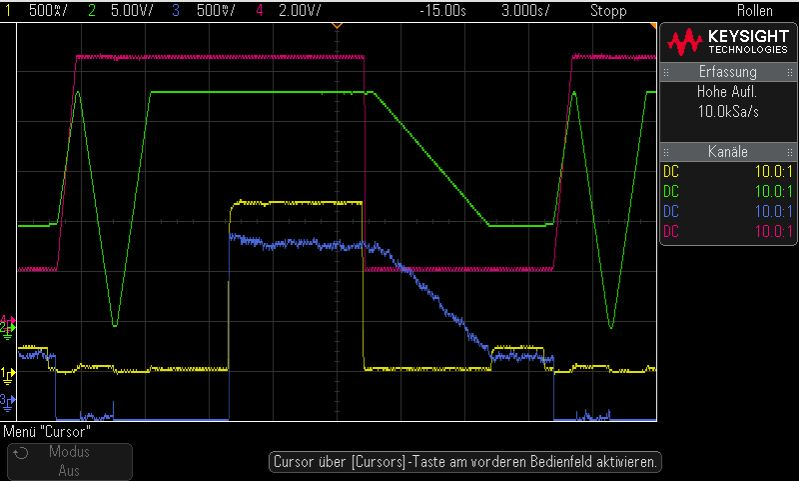 1 500m∿/ 2 5.00V/ 3 500m∿/ 4 2.00V/ -15.00s 3.000s/ Stopp Rollen
KEYSIGHT
TECHNOLOGIES
Erfassung
Hohe Aufl.
10.0kSa/s
Kanäle
DC 10.0:1
DC 10.0:1
DC 10.0:1
DC 10.0:1
4
2
1
3
Menü "Cursor"
Modus
Aus
Cursor über [Cursors]-Taste am vorderen Bedienfeld aktivieren.